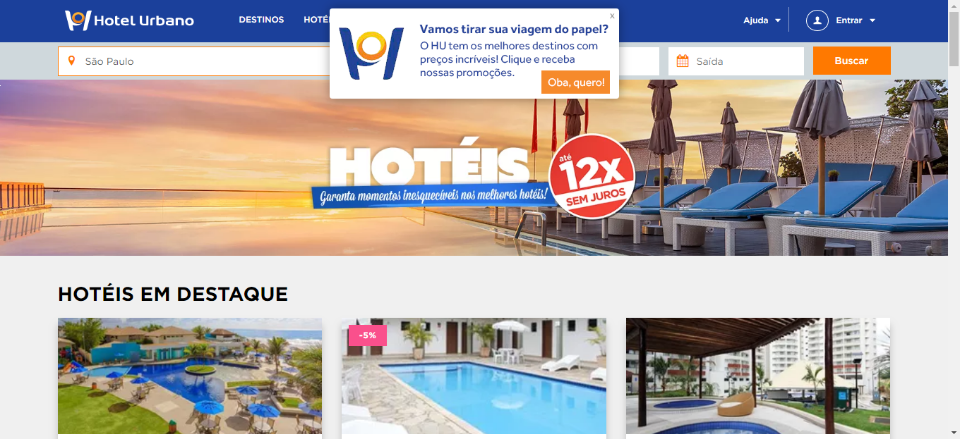 Hotel Urbano
DESTINOS
Ajuda
Entrar
x
Vamos tirar sua viagem do papel?
O HU tem os melhores destinos com
preços incríveis! Clique e receba
nossas promoções.
Oba, quero!
São Paulo
Saída
Buscar
HOTÉIS
Garanta momentos inesquecíveis nos melhores hotéis!
até
12x
SEM JUROS
HOTÉIS EM DESTAQUE
-5%